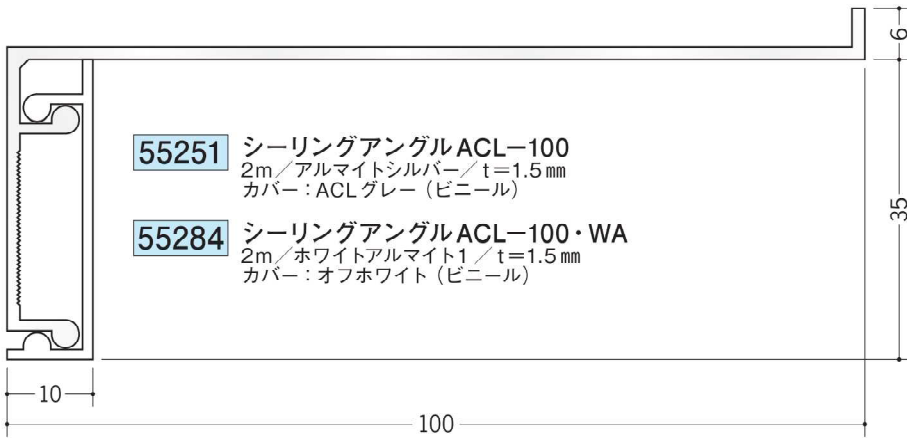 6
55251 シーリングアングルACL−100
2m／アルマイトシルバー／t＝1.5㎜
カバー：ACLグレー（ビニール）
35
55284 シーリングアングルACL−100・WA
2m／ホワイトアルマイト1／t＝1.5㎜
カバー：オフホワイト（ビニール）
10
100